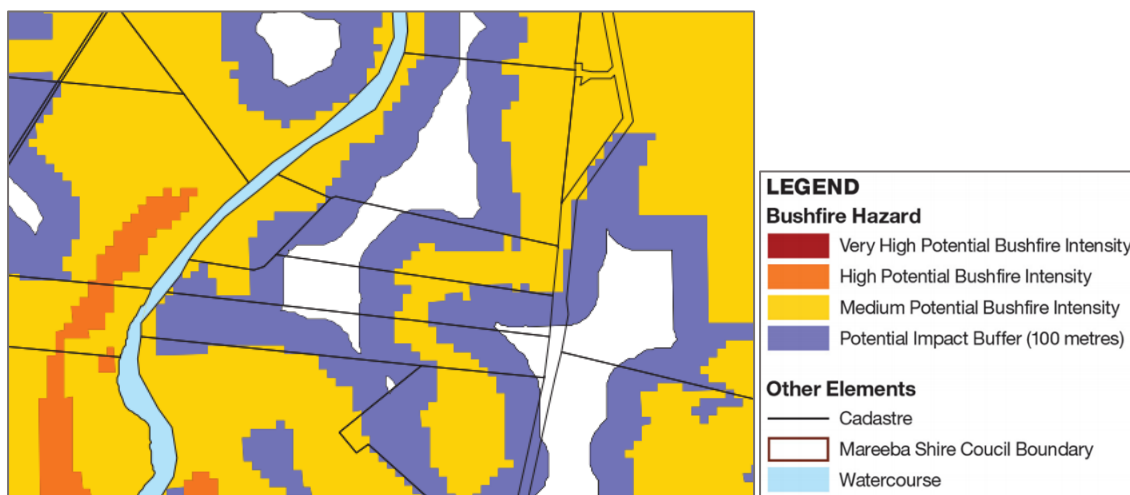 LEGEND
Bushfire Hazard
Very High Potential Bushfire Intensity
High Potential Bushfire Intensity
Medium Potential Bushfire Intensity
Potential Impact Buffer (100 metres)
Other Elements
Cadastre
Mareeba Shire Coucil Boundary
Watercourse